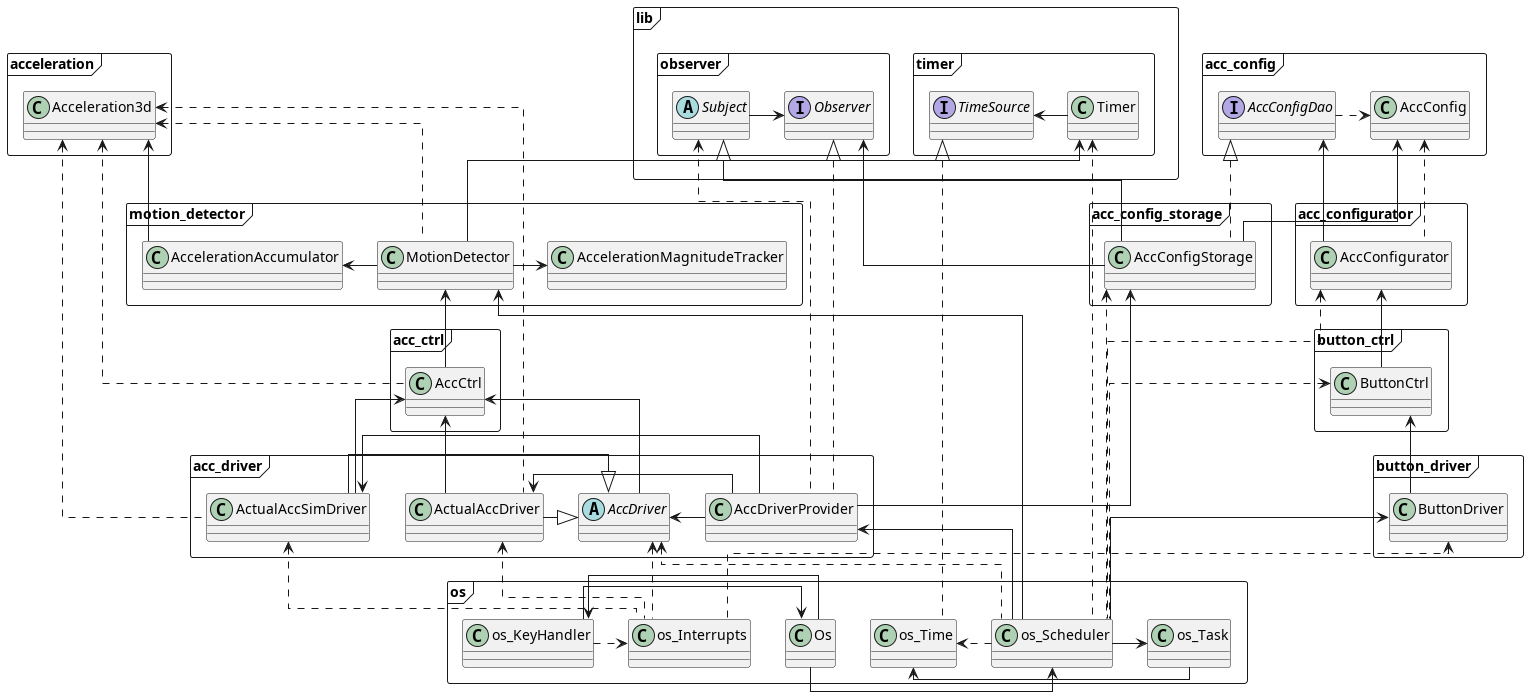 lib
acceleration
observer
timer
acc_config
C Acceleration3d
A Subject
I Observer
I TimeSource
C Timer
I AccConfigDao
C AccConfig
motion_detector
acc_config_storage
acc_configurator
C AccelerationAccumulator
C MotionDetector
C AccelerationMagnitudeTracker
C AccConfigStorage
C AccConfigurator
acc_ctrl
button_ctrl
C AccCtrl
C ButtonCtrl
acc_driver
button_driver
C ActualAccSimDriver
C ActualAccDriver
A AccDriver
C AccDriverProvider
C ButtonDriver
os
C os_KeyHandler
C os_Interrupts
C Os
C os_Time
C os_Scheduler
C os_Task